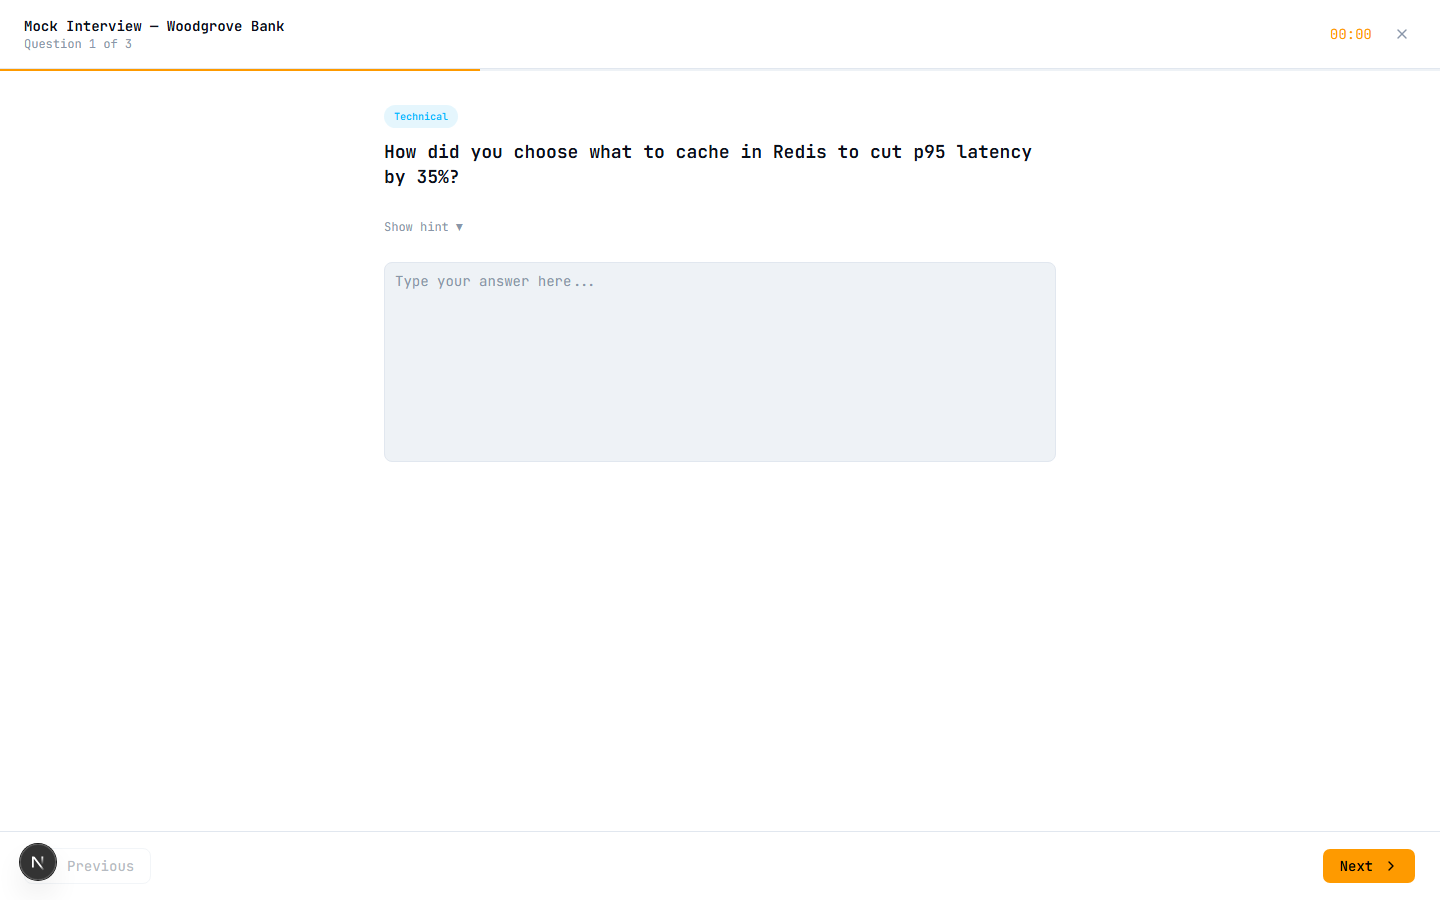 Mock Interview — Woodgrove Bank
Question 1 of 3
00:00
Technical
How did you choose what to cache in Redis to cut p95 latency
by 35%?
Show hint ▼
Type your answer here...
N
Previous
Next